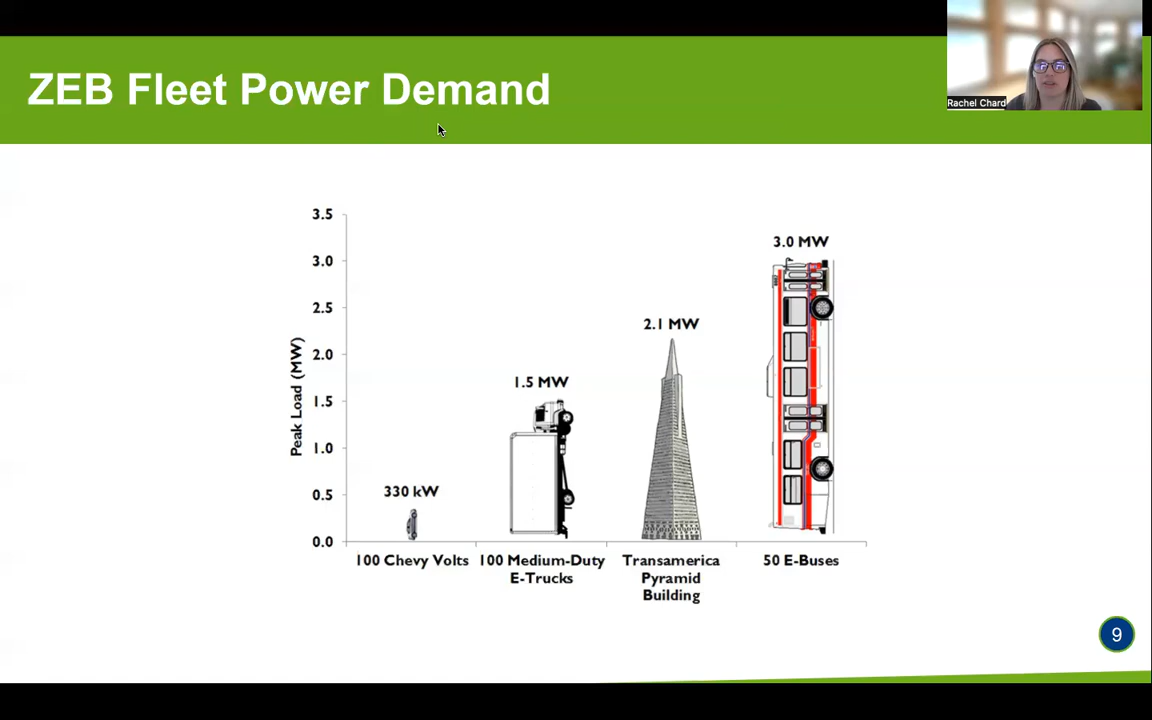 ZEB Fleet Power Demand
Rachel Chard
3.5
3.0
2.5
2.0
1.5
1.0
0.5
0.0
Peak Load (MW)
330 kW
1.5 MW
2.1 MW
3.0 MW
100 Chevy Volts
100 Medium-Duty
E-Trucks
Transamerica
Pyramid
Building
50 E-Buses
9